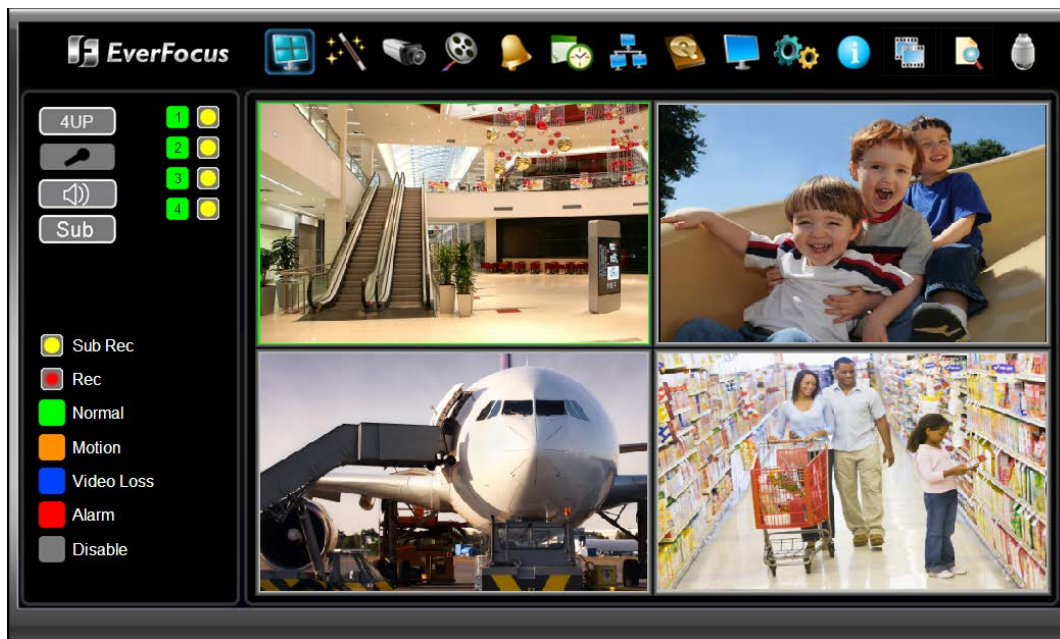 EverFocus
4UP
1
2
3
4
Sub
Sub Rec
Rec
Normal
Motion
Video Loss
Alarm
Disable